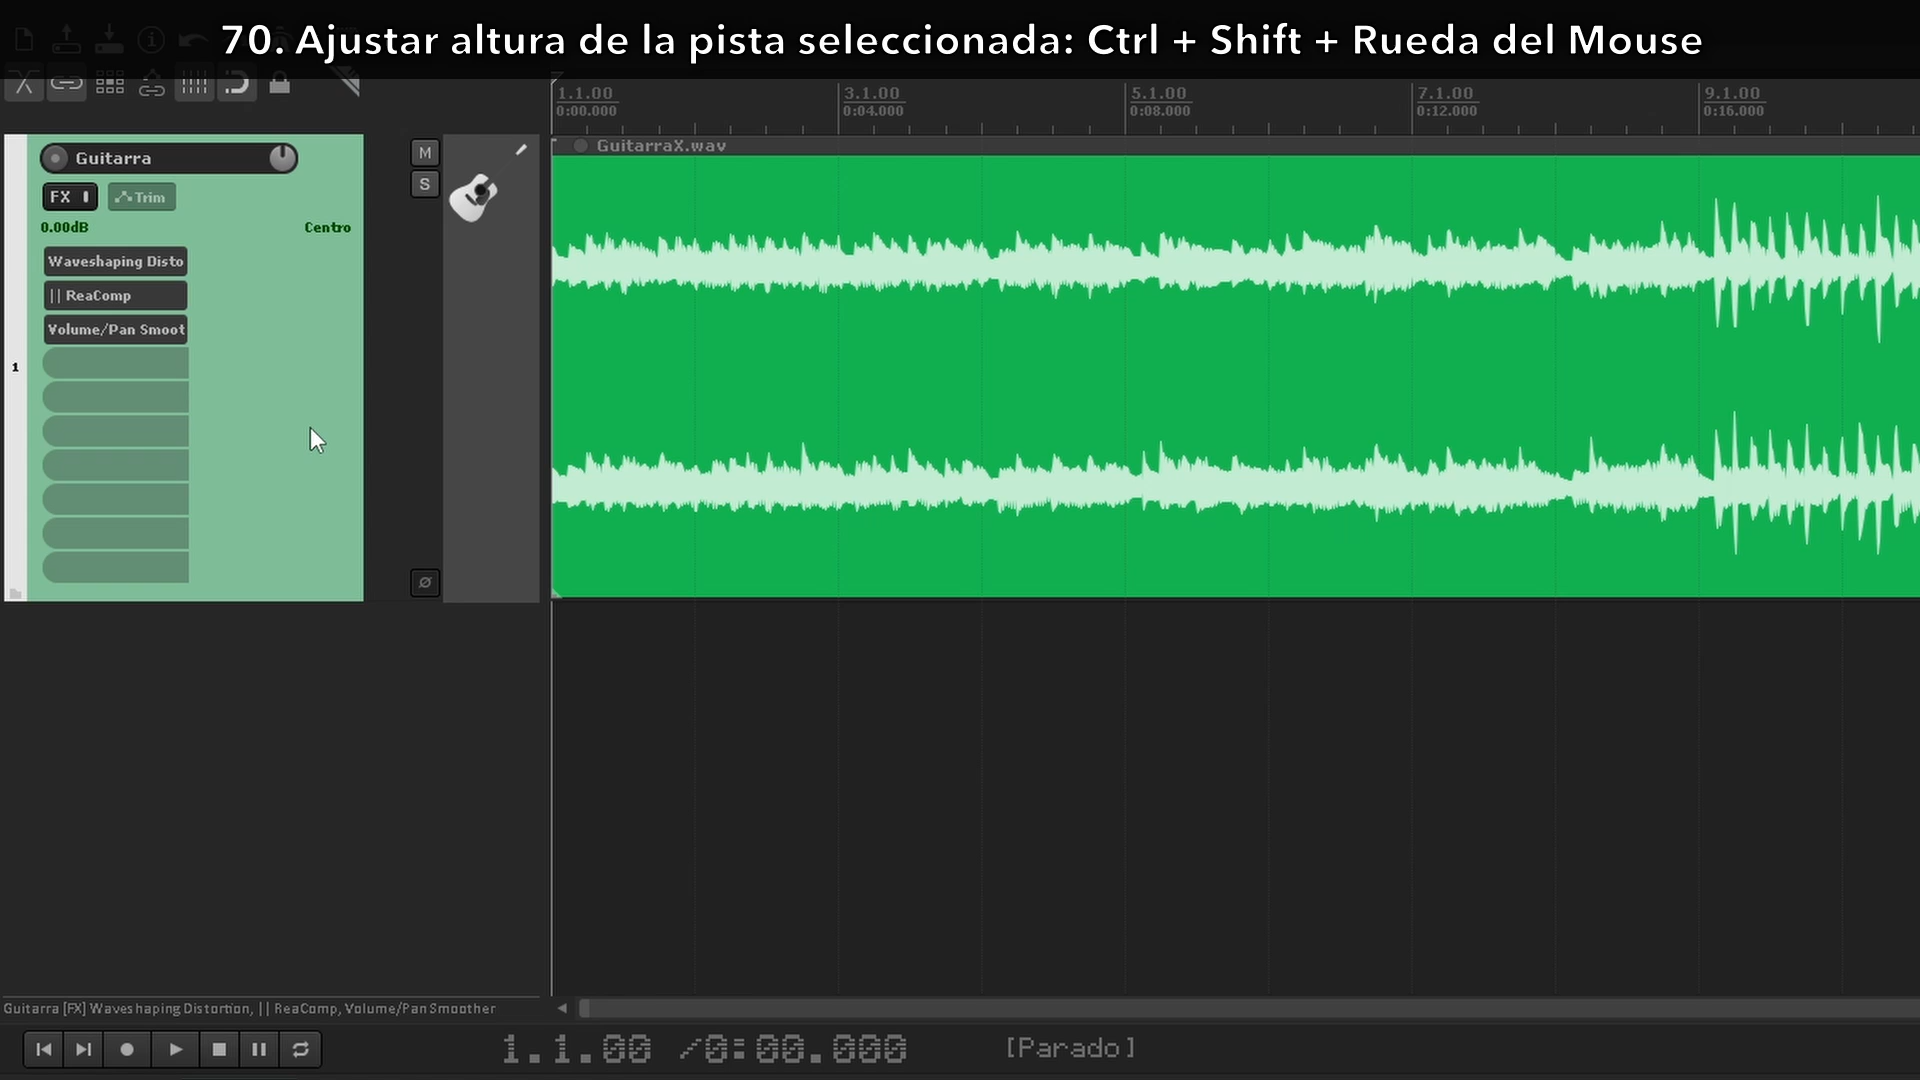 70. Ajustar altura de la pista seleccionada: Ctrl + Shift + Rueda del Mouse
1.1.00
0:00.000
3.1.00
0:04.000
5.1.00
0:08.000
7.1.00
0:12.000
9.1.00
0:16.000
GuitarraX.wav
Guitarra
M
S
FX
Trim
0.00dB
Centro
Waveshaping Disto
|| ReaComp
Volume/Pan Smoot
1
Ø
Guitarra [FX] Waveshaping Distortion, || ReaComp, Volume/Pan Smoother
1.1.00 /0:00.000
[Parado]